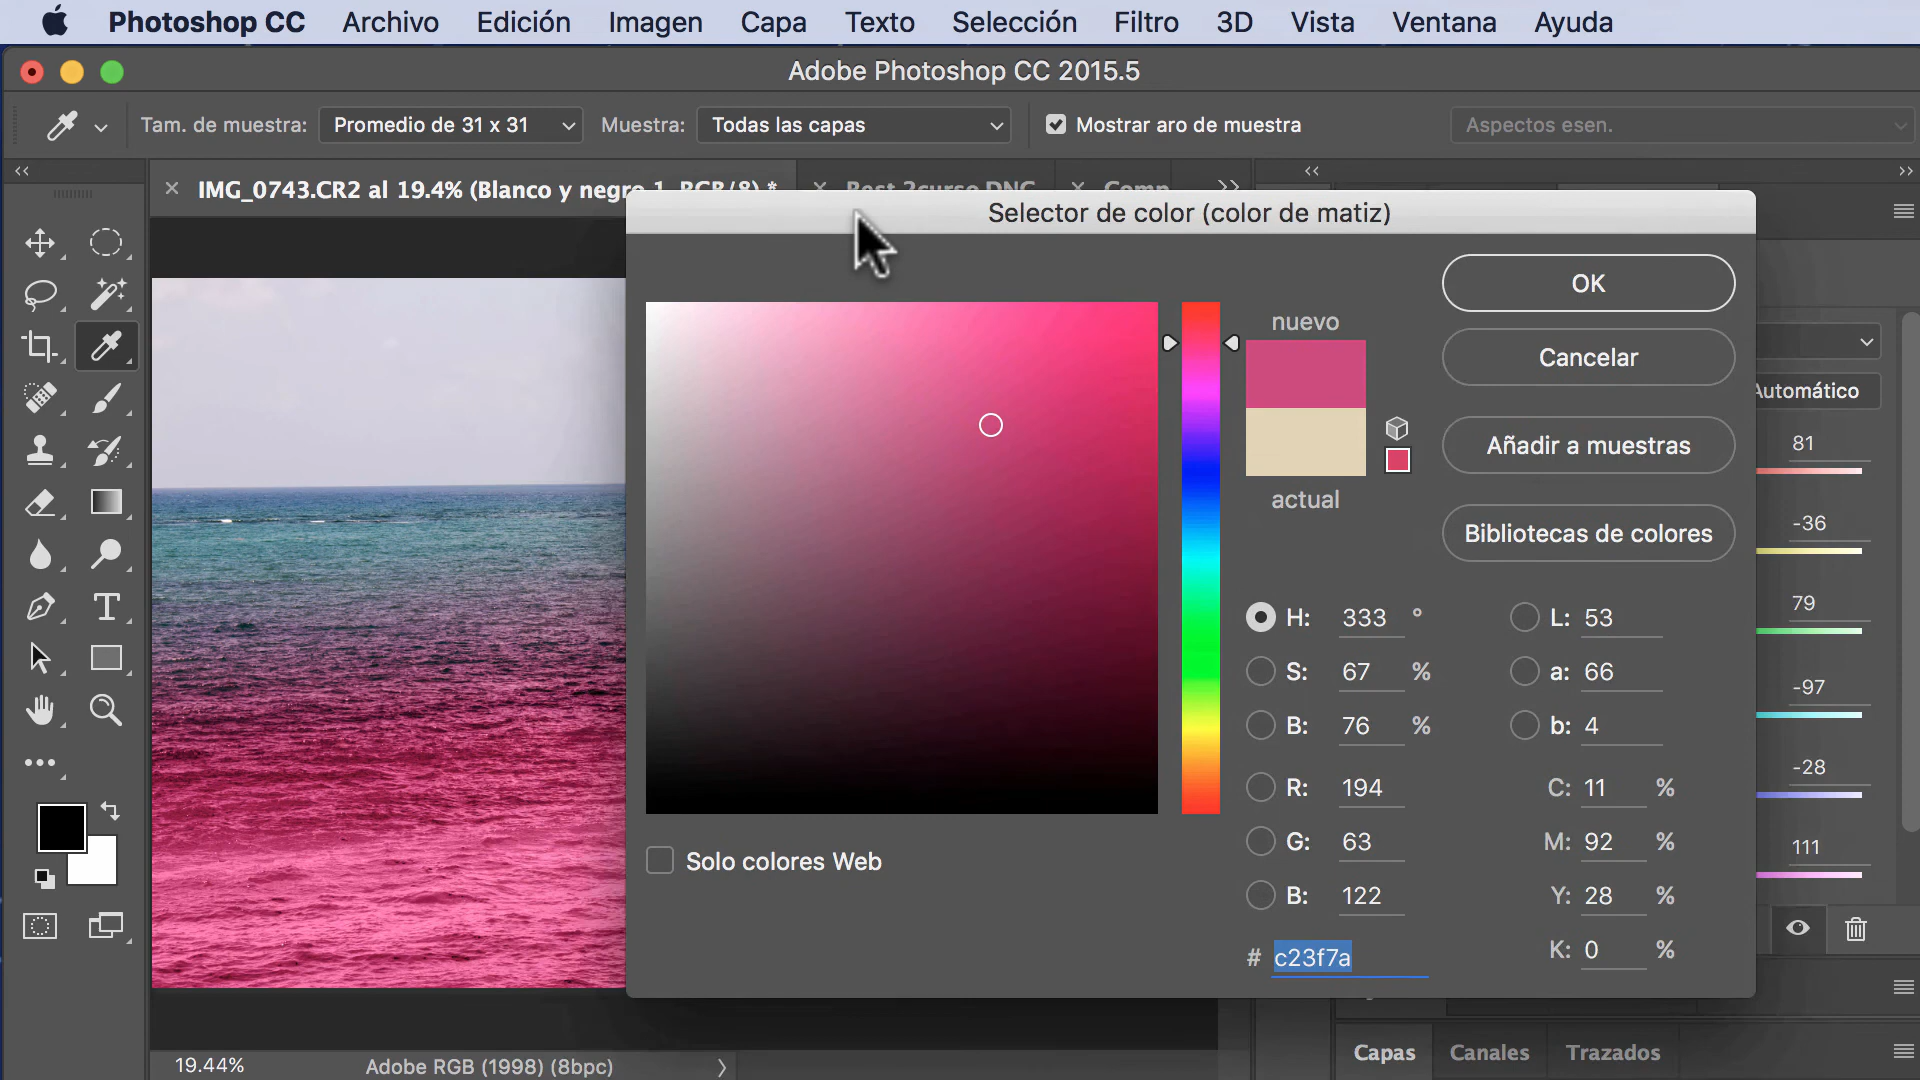 Photoshop CC Archivo Edición Imagen Capa Texto Selección Filtro 3D Vista Ventana Ayuda
Adobe Photoshop CC 2015.5
Tam. de muestra: Promedio de 31 x 31 Muestra: Todas las capas Mostrar aro de muestra Aspectos esen.
IMG_0743.CR2 al 19.4% (Blanco y negro 1, RGB/8) *
Selector de color (color de matiz)
OK
nuevo
Cancelar
Automático
Añadir a muestras
81
actual
Bibliotecas de colores
-36
H: 333 ° L: 53
79
S: 67 % a: 66
-97
B: 76 % b: 4
-28
R: 194 C: 11 %
G: 63 M: 92 %
111
Solo colores Web
B: 122 Y: 28 %
# c23f7a K: 0 %
Capas Canales Trazados
19.44% Adobe RGB (1998) (8bpc)